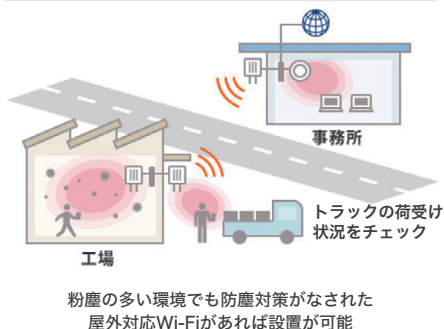 事務所
トラックの荷受け
状況をチェック
工場
粉塵の多い環境でも防塵対策がなされた
屋外対応Wi-Fiがあれば設置が可能